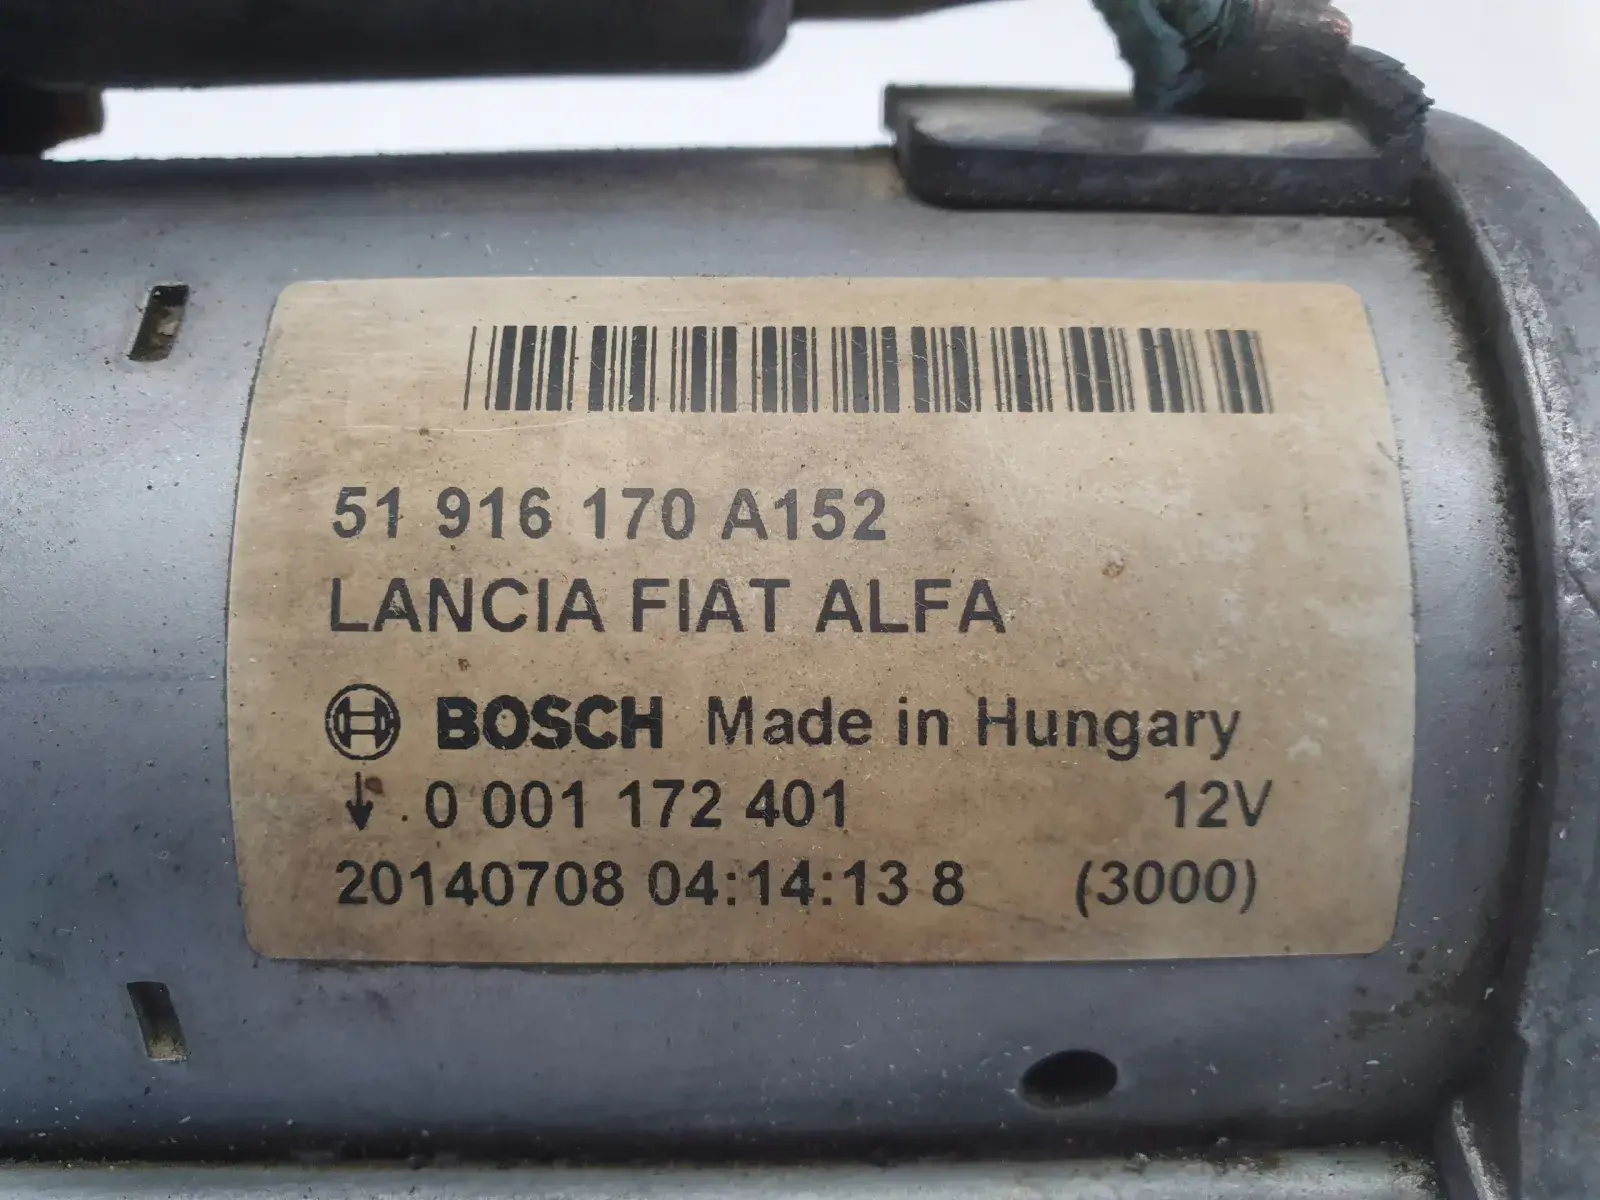 51 916 170 A152
LANCIA FIAT ALFA
BOSCH Made in Hungary
↓ 0 001 172 401 12V
20140708 04:14:13 8 (3000)